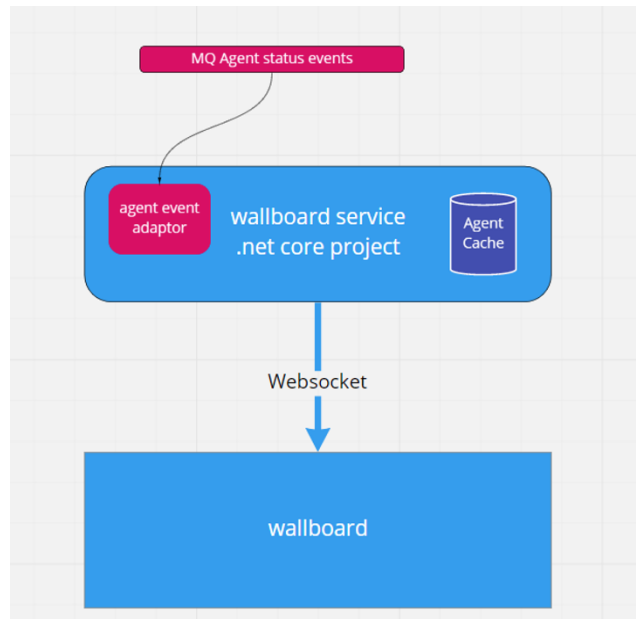 MQ Agent status events
agent event
adaptor
wallboard service
.net core project
Agent
Cache
Websocket
wallboard